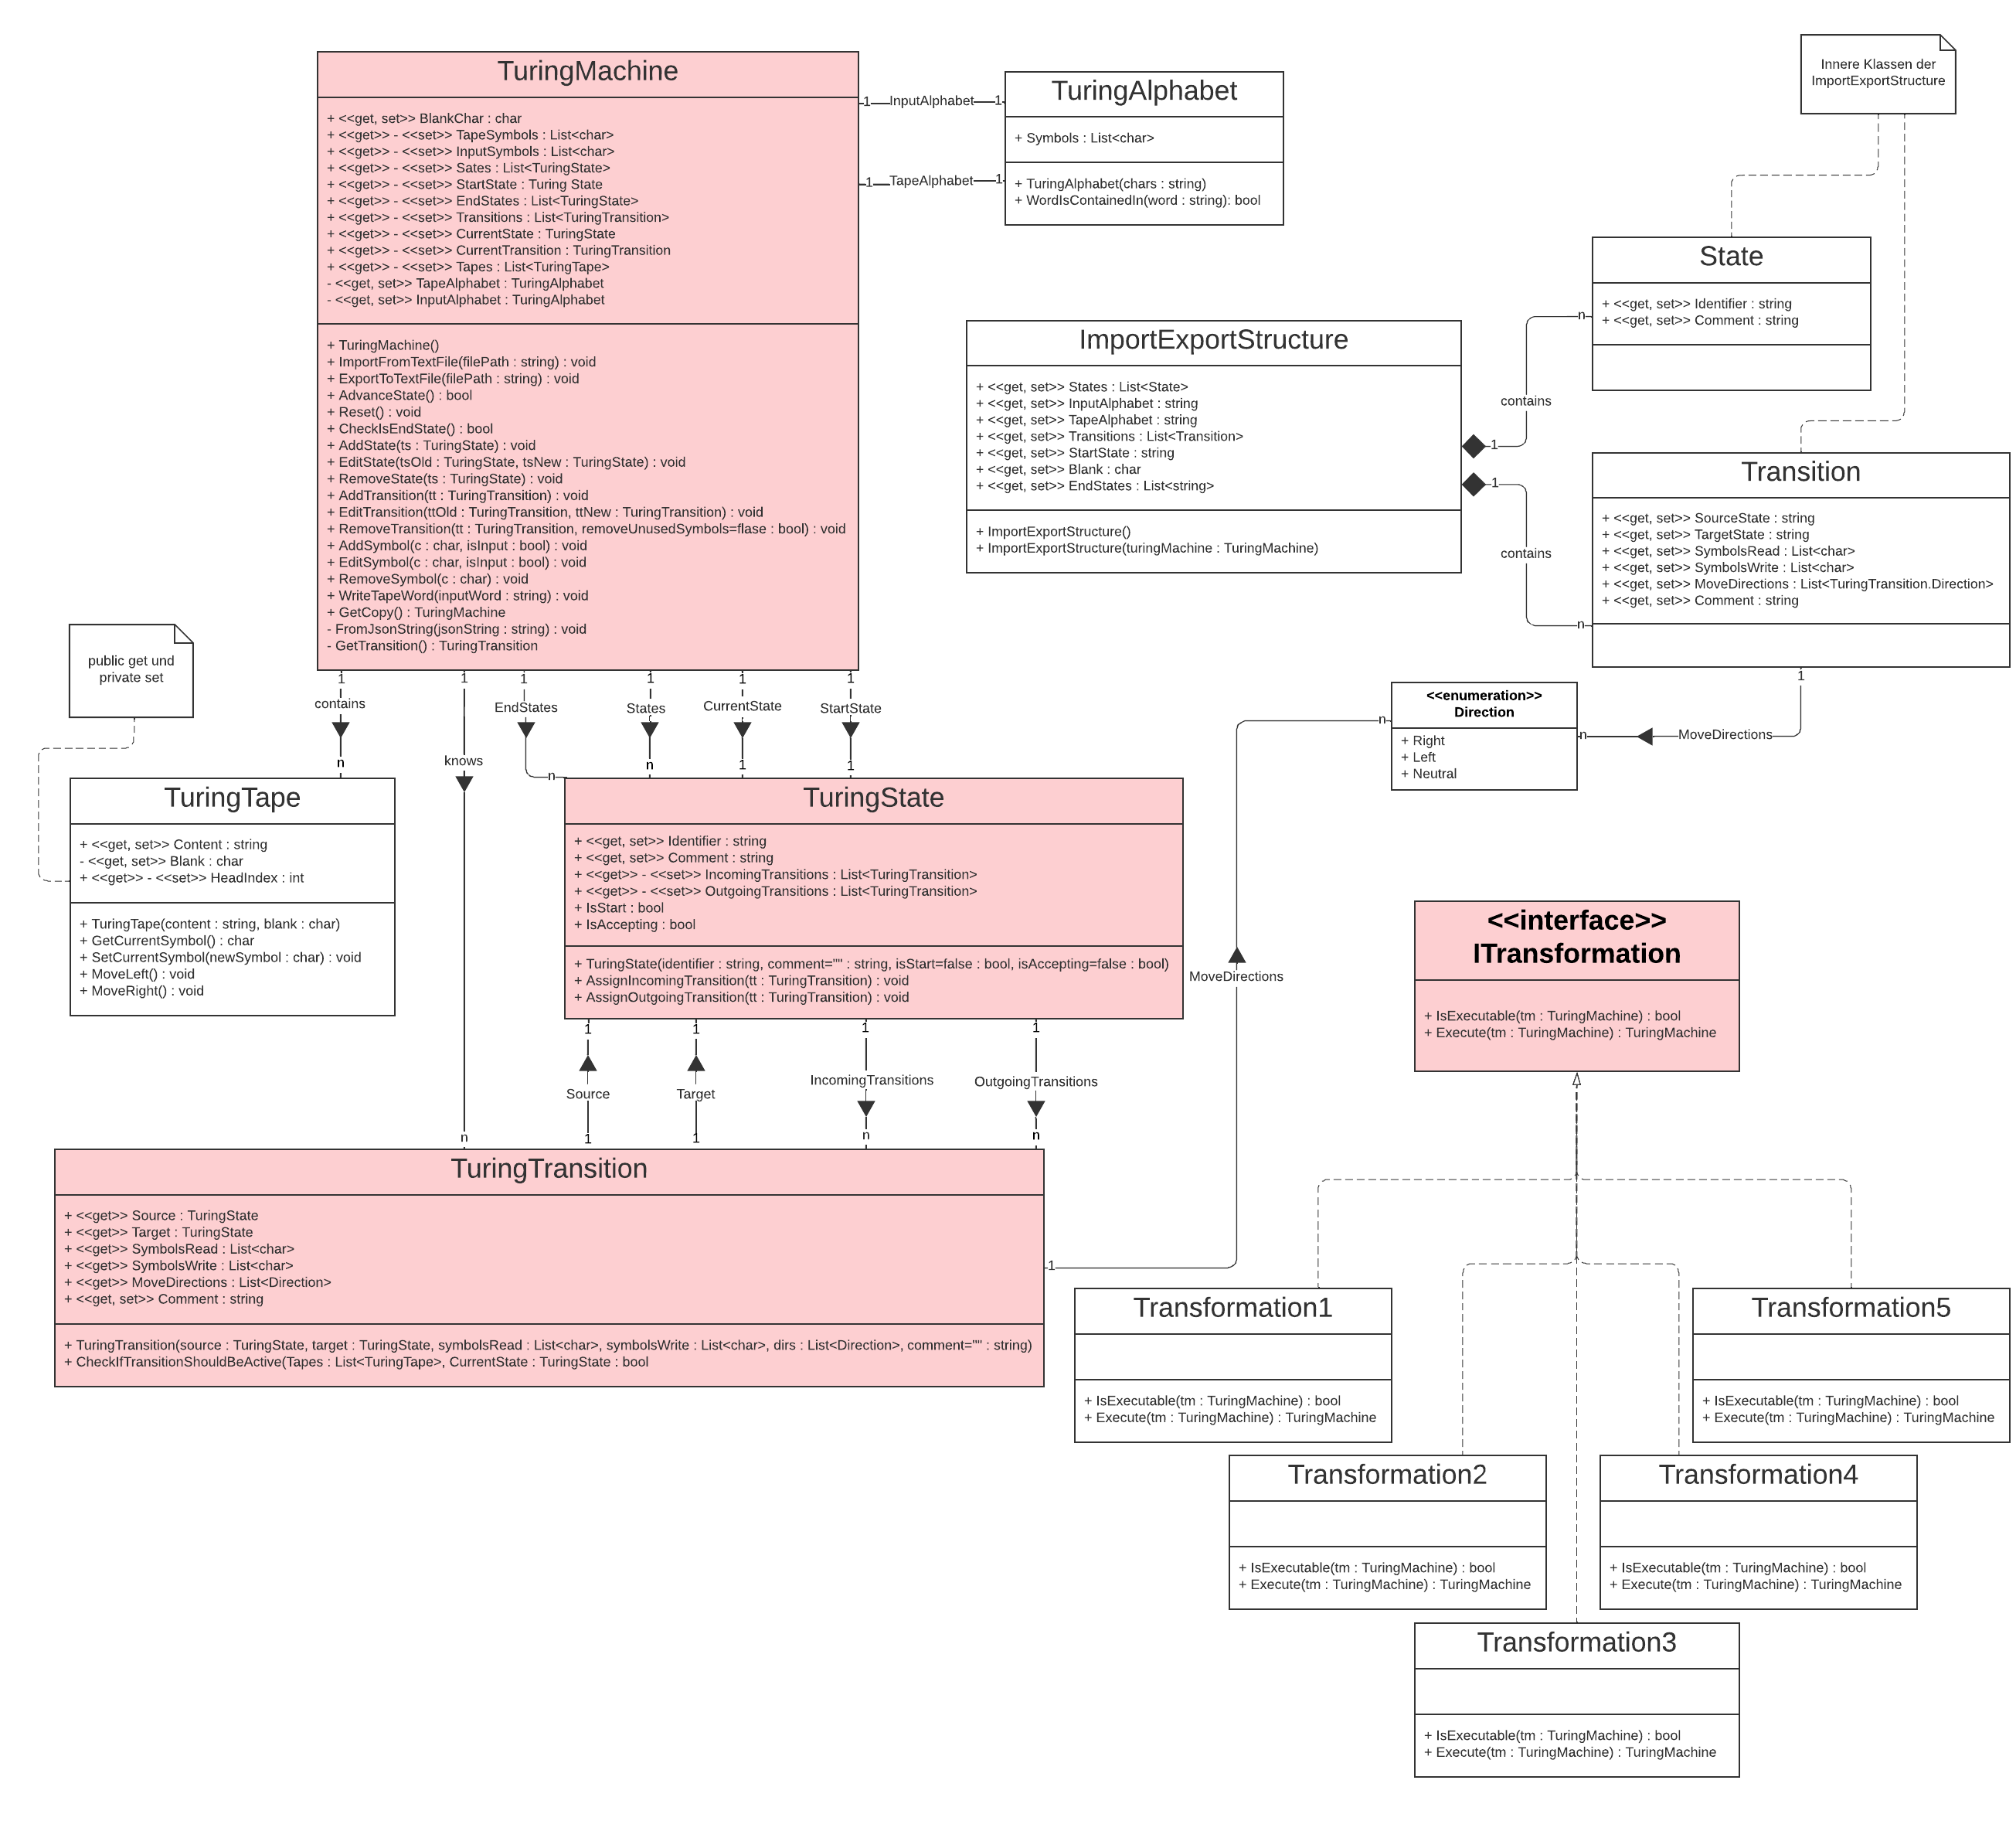 TuringMachine
+ <<get, set>> BlankChar : char
+ <<get>> - <<set>> TapeSymbols : List<char>
+ <<get>> - <<set>> InputSymbols : List<char>
+ <<get>> - <<set>> Sates : List<TuringState>
+ <<get>> - <<set>> StartState : Turing State
+ <<get>> - <<set>> EndStates : List<TuringState>
+ <<get>> - <<set>> Transitions : List<TuringTransition>
+ <<get>> - <<set>> CurrentState : TuringState
+ <<get>> - <<set>> CurrentTransition : TuringTransition
+ <<get>> - <<set>> Tapes : List<TuringTape>
- <<get, set>> TapeAlphabet : TuringAlphabet
- <<get, set>> InputAlphabet : TuringAlphabet
+ TuringMachine()
+ ImportFromTextFile(filePath : string) : void
+ ExportToTextFile(filePath : string) : void
+ AdvanceState() : bool
+ Reset() : void
+ CheckIsEndState() : bool
+ AddState(ts : TuringState) : void
+ EditState(tsOld : TuringState, tsNew : TuringState) : void
+ RemoveState(ts : TuringState) : void
+ AddTransition(tt : TuringTransition) : void
+ EditTransition(ttOld : TuringTransition, ttNew : TuringTransition) : void
+ RemoveTransition(tt : TuringTransition, removeUnusedSymbols=flase : bool) : void
+ AddSymbol(c : char, isInput : bool) : void
+ EditSymbol(c : char, isInput : bool) : void
+ RemoveSymbol(c : char) : void
+ WriteTapeWord(inputWord : string) : void
+ GetCopy() : TuringMachine
- FromJsonString(jsonString : string) : void
- GetTransition() : TuringTransition
1 InputAlphabet 1
1 TapeAlphabet 1
TuringAlphabet
+ Symbols : List<char>
+ TuringAlphabet(chars : string)
+ WordIsContainedIn(word : string): bool
Innere Klassen der
ImportExportStructure
State
+ <<get, set>> Identifier : string
+ <<get, set>> Comment : string
ImportExportStructure
+ <<get, set>> States : List<State>
+ <<get, set>> InputAlphabet : string
+ <<get, set>> TapeAlphabet : string
+ <<get, set>> Transitions : List<Transition>
+ <<get, set>> StartState : string
+ <<get, set>> Blank : char
+ <<get, set>> EndStates : List<string>
+ ImportExportStructure()
+ ImportExportStructure(turingMachine : TuringMachine)
n
contains
1
1
contains
n
Transition
+ <<get, set>> SourceState : string
+ <<get, set>> TargetState : string
+ <<get, set>> SymbolsRead : List<char>
+ <<get, set>> SymbolsWrite : List<char>
+ <<get, set>> MoveDirections : List<TuringTransition.Direction>
+ <<get, set>> Comment : string
1
n MoveDirections
<<enumeration>>
Direction
+ Right
+ Left
+ Neutral
public get und
private set
1 1 1 1 1 1
contains
knows
EndStates
States
CurrentState
StartState
n n n 1 1
TuringTape
+ <<get, set>> Content : string
- <<get, set>> Blank : char
+ <<get>> - <<set>> HeadIndex : int
+ TuringTape(content : string, blank : char)
+ GetCurrentSymbol() : char
+ SetCurrentSymbol(newSymbol : char) : void
+ MoveLeft() : void
+ MoveRight() : void
TuringState
+ <<get, set>> Identifier : string
+ <<get, set>> Comment : string
+ <<get>> - <<set>> IncomingTransitions : List<TuringTransition>
+ <<get>> - <<set>> OutgoingTransitions : List<TuringTransition>
+ IsStart : bool
+ IsAccepting : bool
+ TuringState(identifier : string, comment="" : string, isStart=false : bool, isAccepting=false : bool)
+ AssignIncomingTransition(tt : TuringTransition) : void
+ AssignOutgoingTransition(tt : TuringTransition) : void
1 1 1 1
Source
Target
IncomingTransitions
OutgoingTransitions
n 1 1 n n
n
MoveDirections
1
TuringTransition
+ <<get>> Source : TuringState
+ <<get>> Target : TuringState
+ <<get>> SymbolsRead : List<char>
+ <<get>> SymbolsWrite : List<char>
+ <<get>> MoveDirections : List<Direction>
+ <<get, set>> Comment : string
+ TuringTransition(source : TuringState, target : TuringState, symbolsRead : List<char>, symbolsWrite : List<char>, dirs : List<Direction>, comment="" : string)
+ CheckIfTransitionShouldBeActive(Tapes : List<TuringTape>, CurrentState : TuringState : bool
<<interface>>
ITransformation
+ IsExecutable(tm : TuringMachine) : bool
+ Execute(tm : TuringMachine) : TuringMachine
Transformation1
+ IsExecutable(tm : TuringMachine) : bool
+ Execute(tm : TuringMachine) : TuringMachine
Transformation5
+ IsExecutable(tm : TuringMachine) : bool
+ Execute(tm : TuringMachine) : TuringMachine
Transformation2
+ IsExecutable(tm : TuringMachine) : bool
+ Execute(tm : TuringMachine) : TuringMachine
Transformation4
+ IsExecutable(tm : TuringMachine) : bool
+ Execute(tm : TuringMachine) : TuringMachine
Transformation3
+ IsExecutable(tm : TuringMachine) : bool
+ Execute(tm : TuringMachine) : TuringMachine